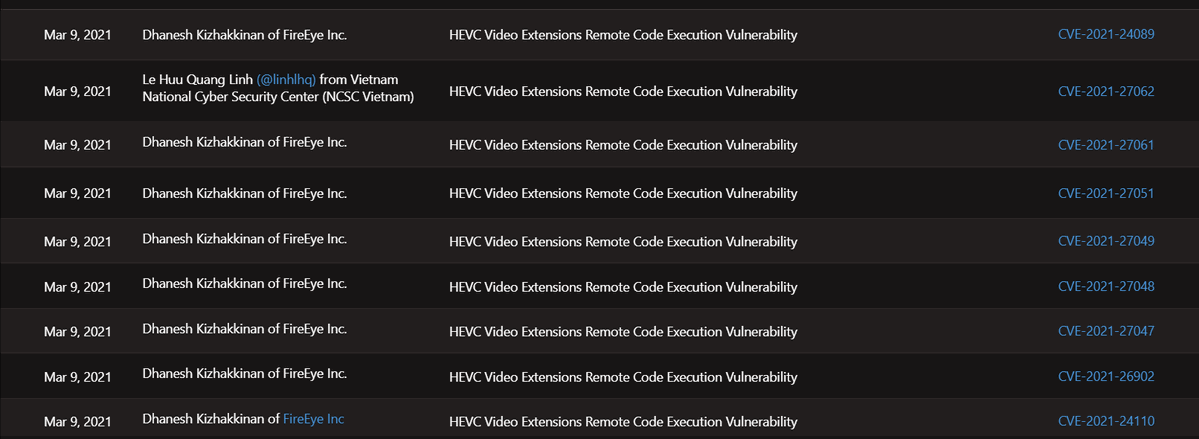 Mar 9, 2021 Dhanesh Kizhakkinan of FireEye Inc. HEVC Video Extensions Remote Code Execution Vulnerability CVE-2021-24089
Mar 9, 2021 Le Huu Quang Linh (@linhlhq) from Vietnam
National Cyber Security Center (NCSC Vietnam) HEVC Video Extensions Remote Code Execution Vulnerability CVE-2021-27062
Mar 9, 2021 Dhanesh Kizhakkinan of FireEye Inc. HEVC Video Extensions Remote Code Execution Vulnerability CVE-2021-27061
Mar 9, 2021 Dhanesh Kizhakkinan of FireEye Inc. HEVC Video Extensions Remote Code Execution Vulnerability CVE-2021-27051
Mar 9, 2021 Dhanesh Kizhakkinan of FireEye Inc. HEVC Video Extensions Remote Code Execution Vulnerability CVE-2021-27049
Mar 9, 2021 Dhanesh Kizhakkinan of FireEye Inc. HEVC Video Extensions Remote Code Execution Vulnerability CVE-2021-27048
Mar 9, 2021 Dhanesh Kizhakkinan of FireEye Inc. HEVC Video Extensions Remote Code Execution Vulnerability CVE-2021-27047
Mar 9, 2021 Dhanesh Kizhakkinan of FireEye Inc. HEVC Video Extensions Remote Code Execution Vulnerability CVE-2021-26902
Mar 9, 2021 Dhanesh Kizhakkinan of FireEye Inc HEVC Video Extensions Remote Code Execution Vulnerability CVE-2021-24110